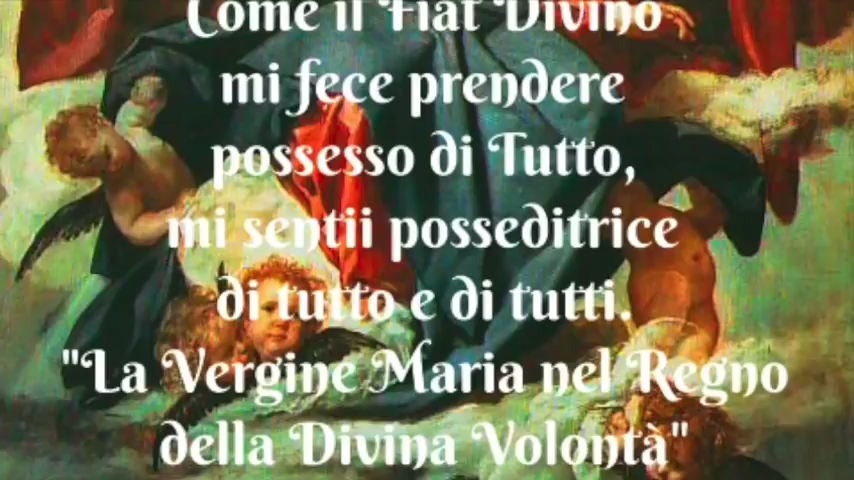 Come il Fiat Divino
mi fece prendere
possesso di Tutto,
mi sentii posseditrice
di tutto e di tutti.
"La Vergine Maria nel Regno
della Divina Volontà"